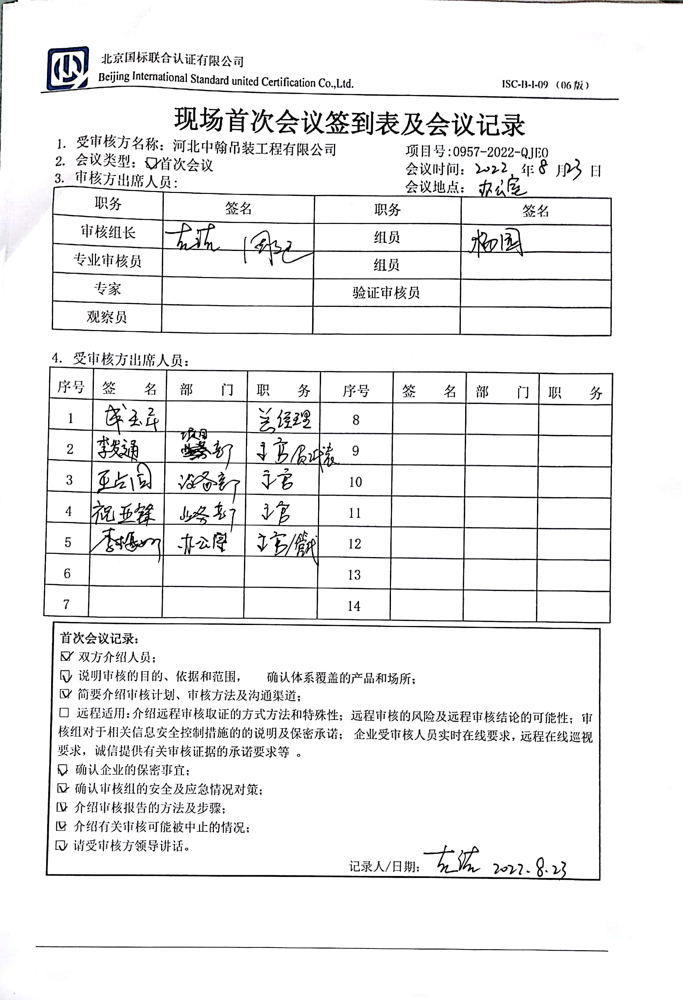 北京国标联合认证有限公司
Beijing International Standard united Certification Co.,Ltd.
ISC-B-I-09（06版）
现场首次会议签到表及会议记录
1. 受审核方名称：河北中翰吊装工程有限公司 项目号:0957-2022-QJEO
2. 会议类型：☑首次会议 会议时间：2022 年 8 月 23 日
3. 审核方出席人员： 会议地点：办公室
职务 签名 职务 签名
审核组长 组员 杨园
专业审核员 组员
专家 验证审核员
观察员
4. 受审核方出席人员：
序号 签 名 部 门 职 务 序号 签 名 部 门 职 务
1 总经理 8
2 李发通 项目部 主官/员工代表 9
3 王占同 设备部 主官 10
4 祝亚锋 业务部 主官 11
5 办公室 主官/管代 12
6 13
7 14
首次会议记录：
☑ 双方介绍人员；
☑ 说明审核的目的、依据和范围， 确认体系覆盖的产品和场所；
☑ 简要介绍审核计划、审核方法及沟通渠道；
□ 远程适用：介绍远程审核取证的方式方法和特殊性；远程审核的风险及远程审核结论的可能性；审
核组对于相关信息安全控制措施的的说明及保密承诺； 企业受审核人员实时在线要求，远程在线巡视
要求，诚信提供有关审核证据的承诺要求等 。
☑ 确认企业的保密事宜；
☑ 确认审核组的安全及应急情况对策；
☑ 介绍审核报告的方法及步骤；
☑ 介绍有关审核可能被中止的情况；
☑ 请受审核方领导讲话。
记录人/日期： 2022.8.23